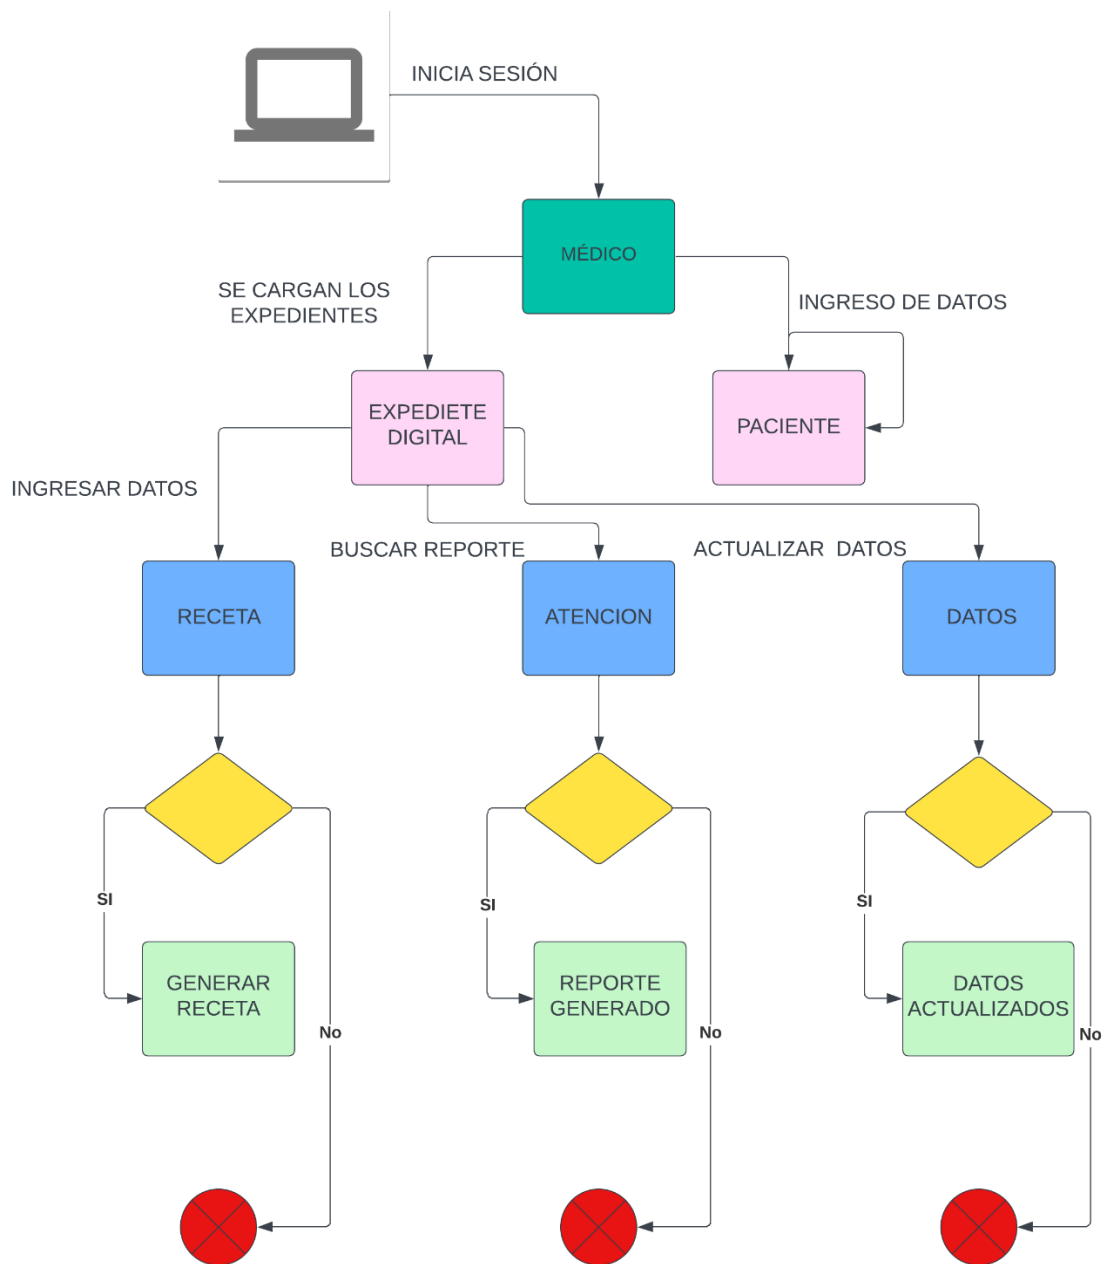 INICIA SESIÓN
MÉDICO
SE CARGAN LOS
EXPEDIENTES
INGRESO DE DATOS
EXPEDIETE
DIGITAL
PACIENTE
INGRESAR DATOS
BUSCAR REPORTE
ACTUALIZAR  DATOS
RECETA
ATENCION
DATOS
SI
SI
SI
GENERAR
RECETA
REPORTE
GENERADO
DATOS
ACTUALIZADOS
No
No
No